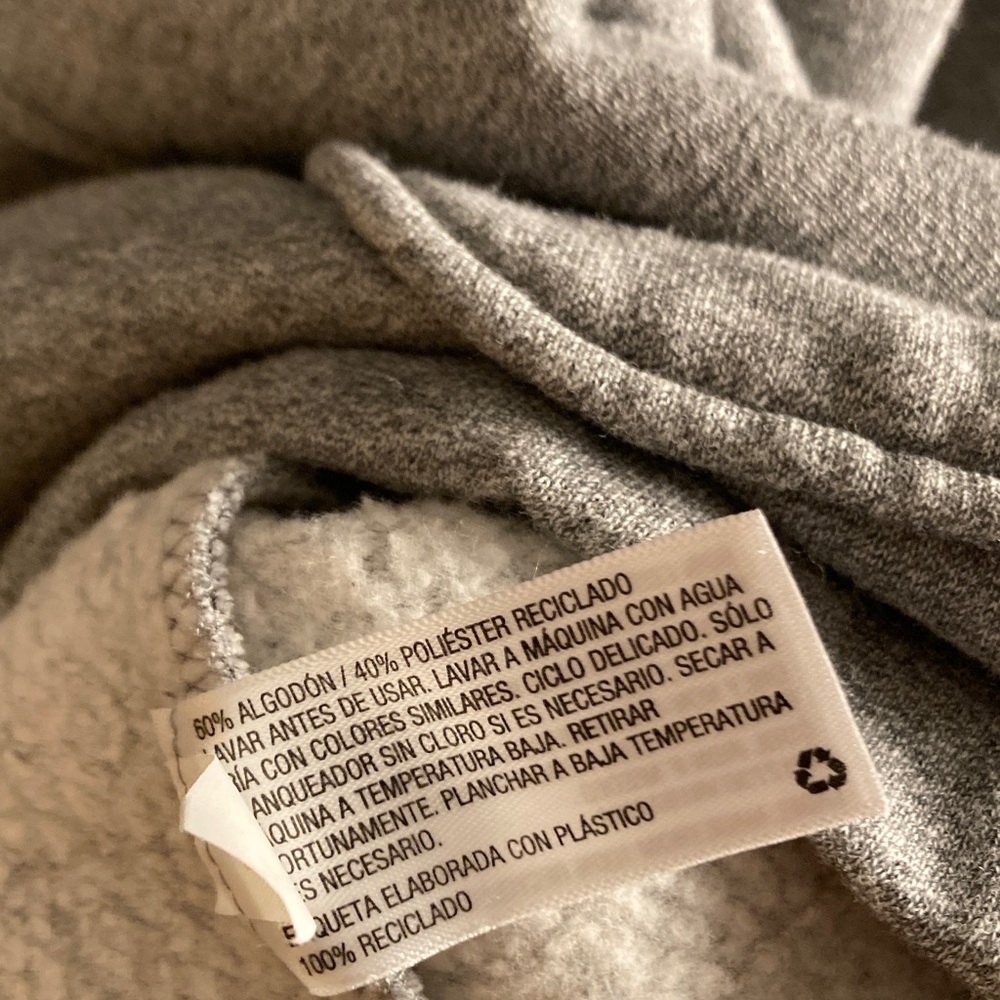 60% ALGODÓN / 40% POLIÉSTER RECICLADO
LAVAR ANTES DE USAR. LAVAR A MÁQUINA CON AGUA
RÍA CON COLORES SIMILARES. CICLO DELICADO. SÓLO
ANQUEADOR SIN CLORO SI ES NECESARIO. SECAR A
QUINA A TEMPERATURA BAJA. RETIRAR
ORTUNAMENTE. PLANCHAR A BAJA TEMPERATURA
ES NECESARIO.
ETIQUETA ELABORADA CON PLÁSTICO
100% RECICLADO